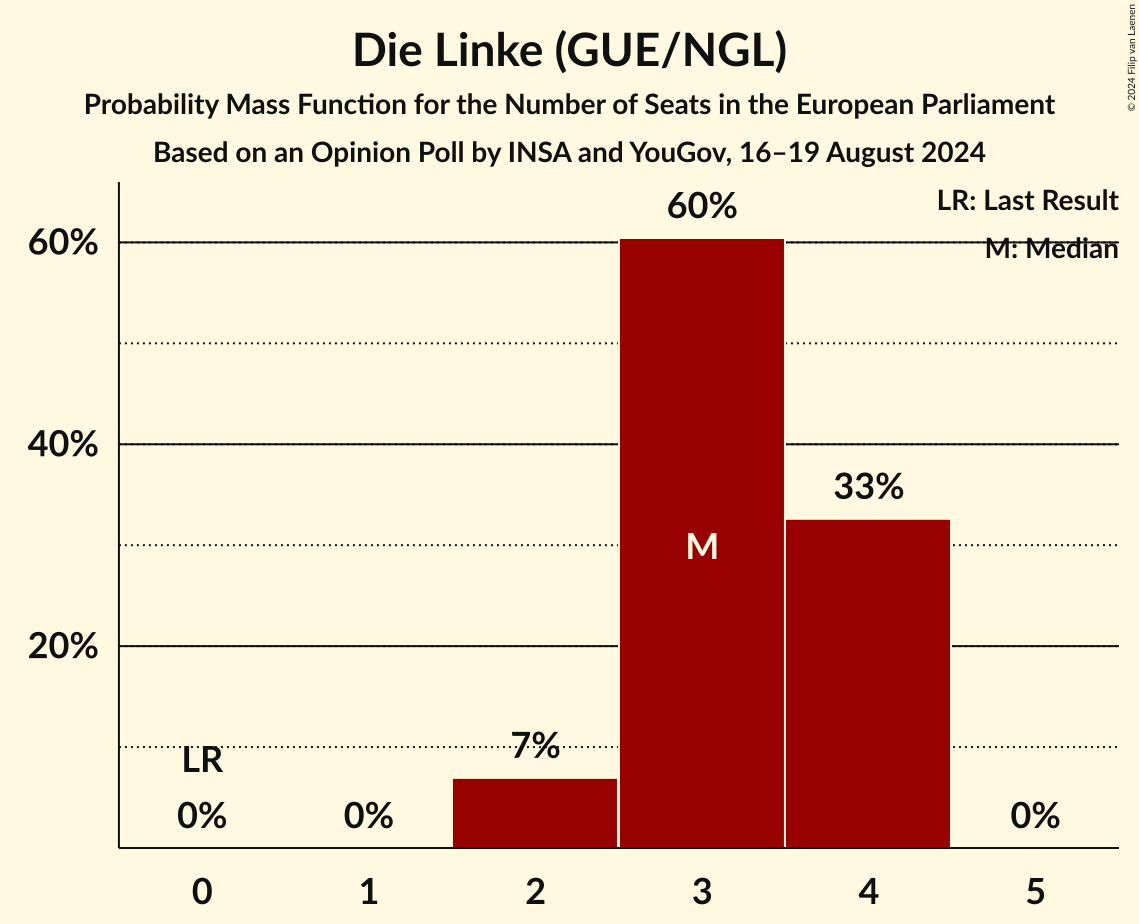 Die Linke (GUE/NGL)
Probability Mass Function for the Number of Seats in the European Parliament
Based on an Opinion Poll by INSA and YouGov, 16–19 August 2024
© 2024 Filip van Laenen
LR: Last Result
M: Median
60%
40%
20%
60%
33%
M
7%
LR
0%
0%
0%
0
1
2
3
4
5